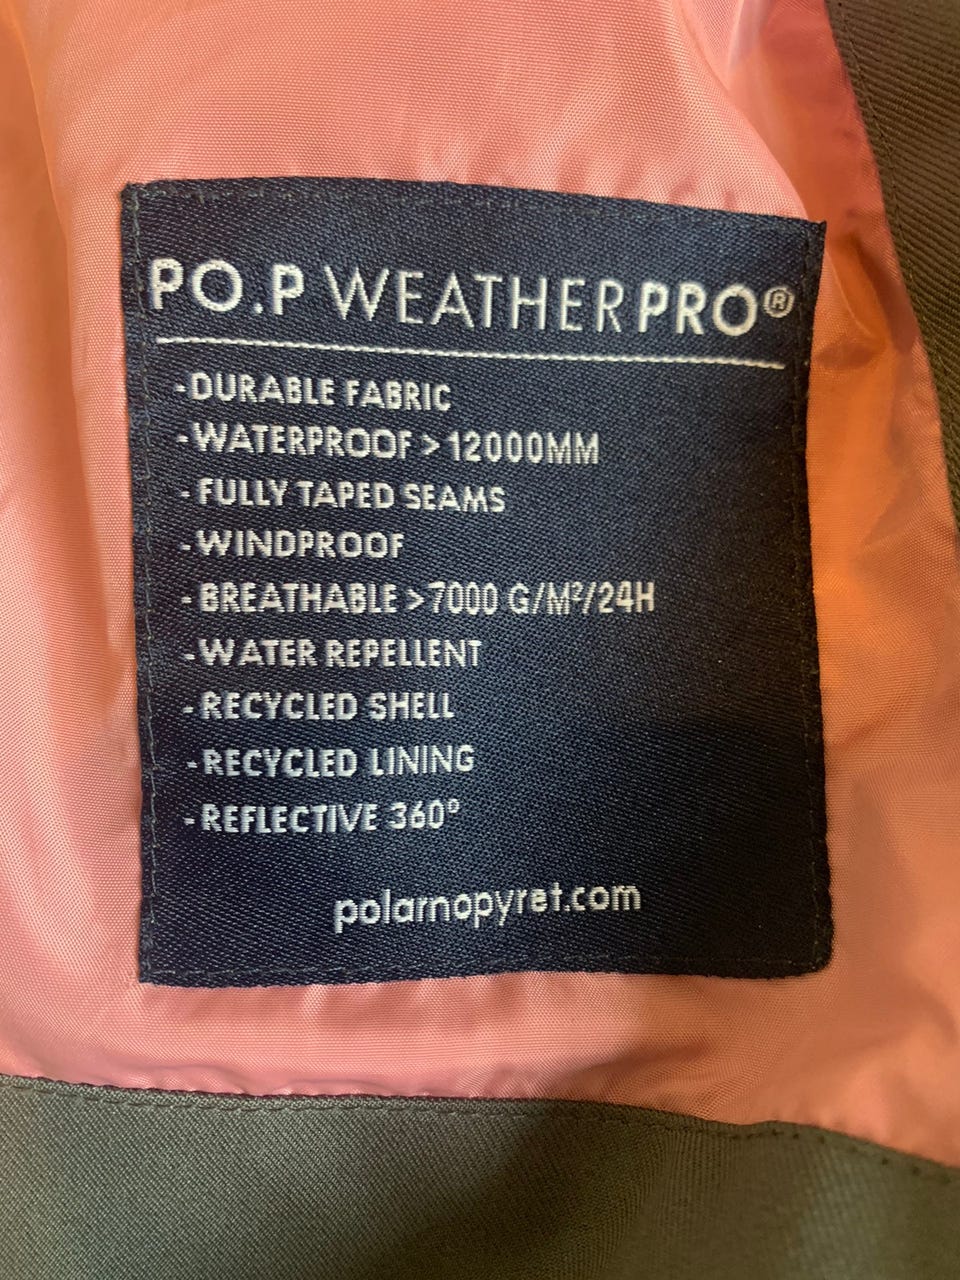 PO.P WEATHERPRO®
-DURABLE FABRIC
-WATERPROOF >12000MM
-FULLY TAPED SEAMS
-WINDPROOF
-BREATHABLE >7000 G/M²/24H
-WATER REPELLENT
-RECYCLED SHELL
-RECYCLED LINING
-REFLECTIVE 360°
polarnopyret.com